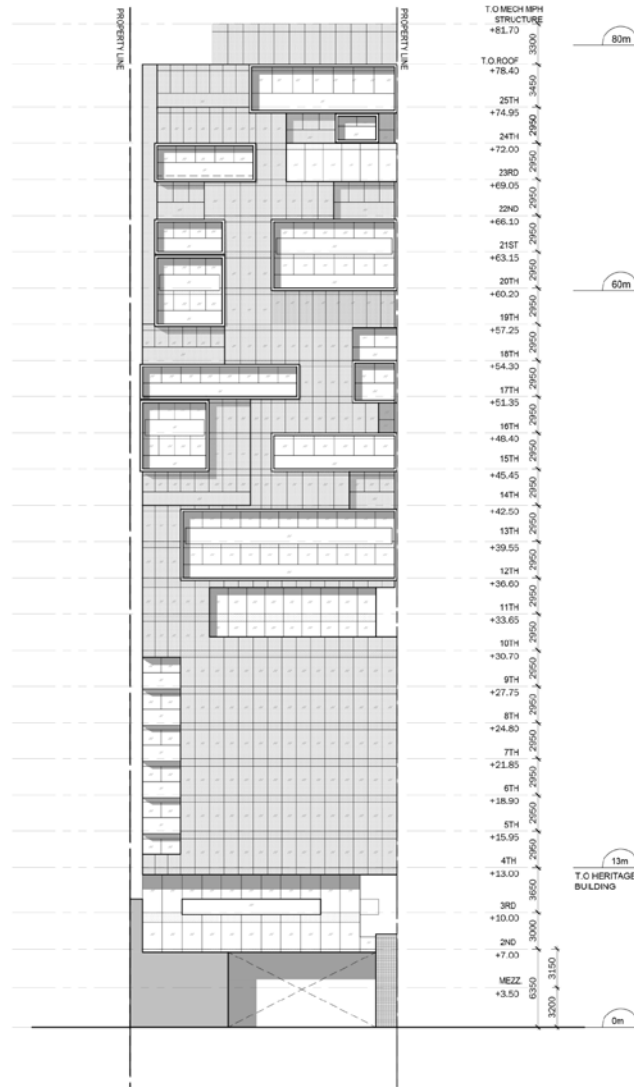 PROPERTY LINE
PROPERTY LINE
T.O MECH MPH
STRUCTURE
+81.70
3300
80m
T.O.ROOF
+78.40
3450
25TH
+74.95
2950
24TH
+72.00
2950
23RD
+69.05
2950
22ND
+66.10
2950
21ST
+63.15
2950
20TH
+60.20
60m
2950
19TH
+57.25
2950
18TH
+54.30
2950
17TH
+51.35
2950
16TH
+48.40
2950
15TH
+45.45
2950
14TH
+42.50
2950
13TH
+39.55
2950
12TH
+36.60
2950
11TH
+33.65
2950
10TH
+30.70
2950
9TH
+27.75
2950
8TH
+24.80
2950
7TH
+21.85
2950
6TH
+18.90
2950
5TH
+15.95
2950
4TH
+13.00
13m
T.O HERITAGE
BUILDING
3650
3RD
+10.00
3000
2ND
+7.00
3150
MEZZ.
+3.50
6350
3200
0m